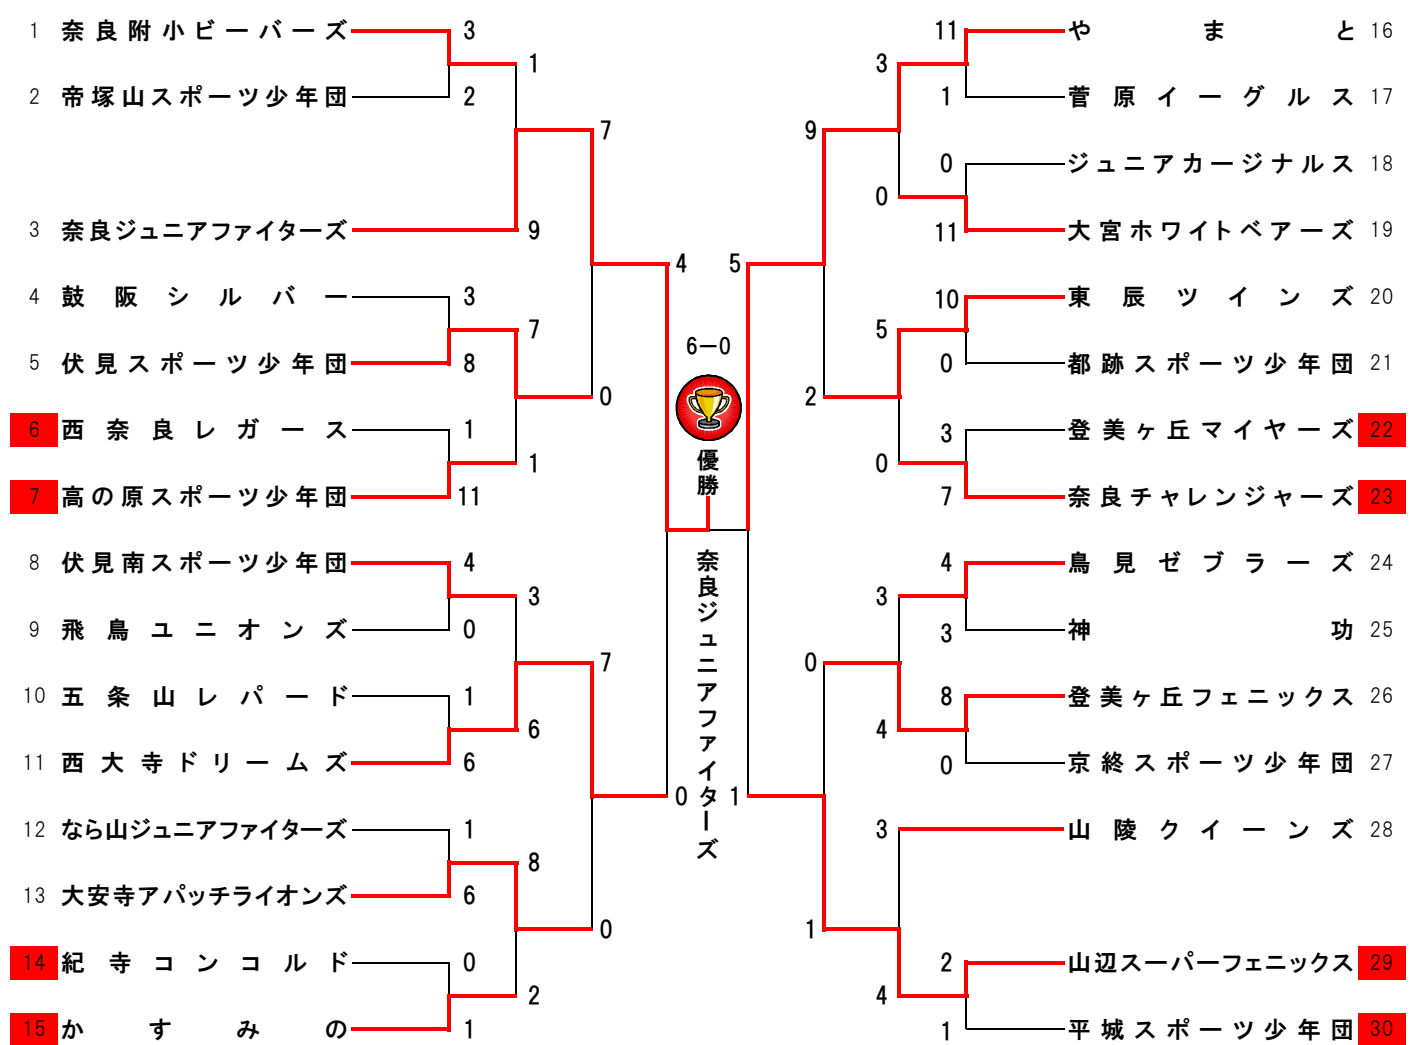 1 奈良附小ビーバーズ 3
1
2 帝塚山スポーツ少年団 2
7
3 奈良ジュニアファイターズ 9
4
4 鼓阪シルバー 3
7
5 伏見スポーツ少年団 8
0
6 西奈良レガース 1
1
7 高の原スポーツ少年団 11
8 伏見南スポーツ少年団 4
3
9 飛鳥ユニオンズ 0
7
10 五条山レパード 1
6
11 西大寺ドリームズ 6
0
12 なら山ジュニアファイターズ 1
8
13 大安寺アパッチライオンズ 6
0
14 紀寺コンコルド 0
2
15 かすみの 1
6－0
優勝
奈良ジュニアファイターズ
11 やまと 16
3
1 菅原イーグルス 17
9
0 ジュニアカージナルス 18
0
11 大宮ホワイトベアーズ 19
5
10 東辰ツインズ 20
5
0 都跡スポーツ少年団 21
2
3 登美ヶ丘マイヤーズ 22
0
7 奈良チャレンジャーズ 23
4 鳥見ゼブラーズ 24
3
3 神功 25
0
8 登美ヶ丘フェニックス 26
4
0 京終スポーツ少年団 27
1
3 山陵クイーンズ 28
1
2 山辺スーパーフェニックス 29
4
1 平城スポーツ少年団 30